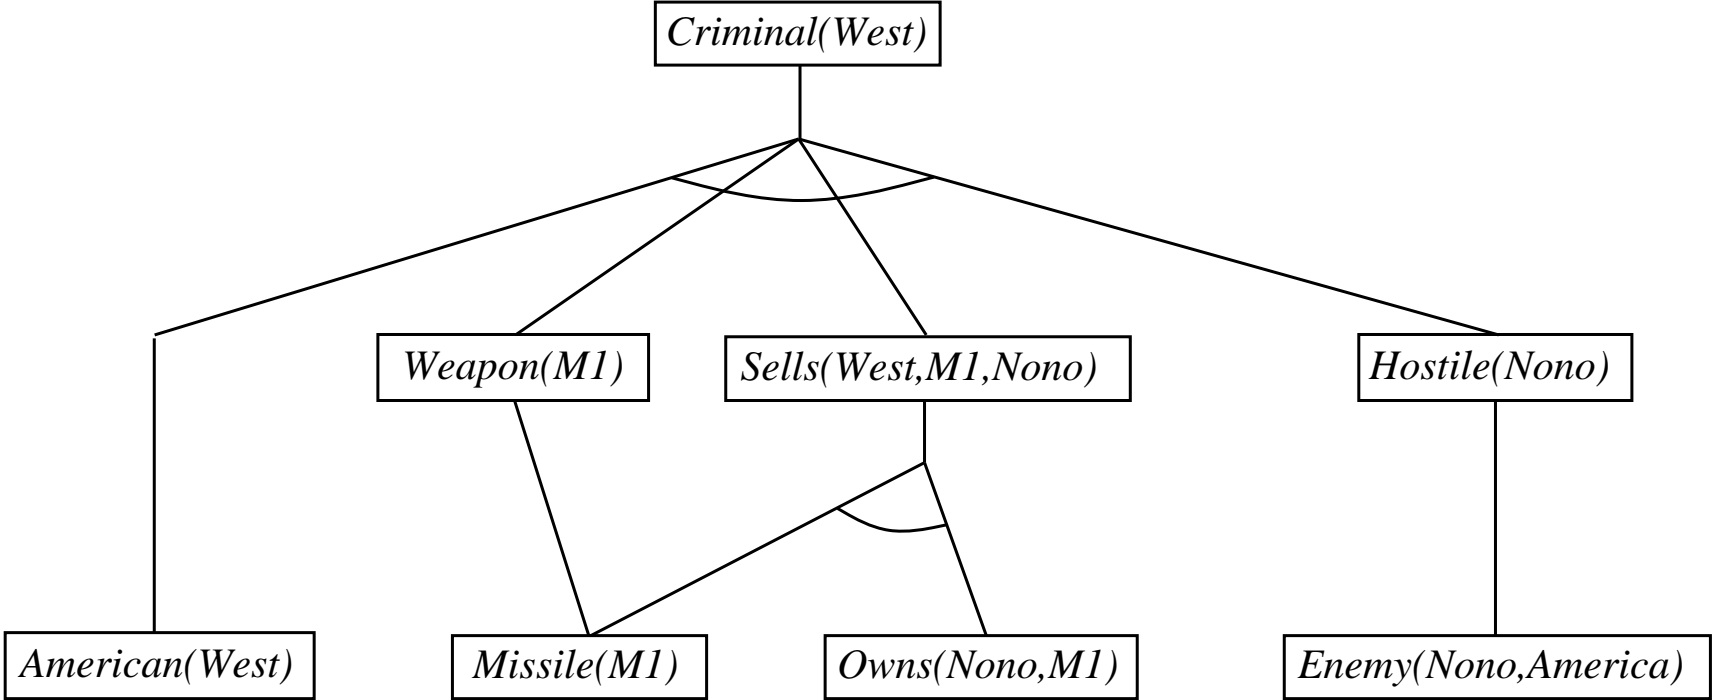 Criminal(West)
Weapon(M1)
Sells(West,M1,Nono)
Hostile(Nono)
American(West)
Missile(M1)
Owns(Nono,M1)
Enemy(Nono,America)